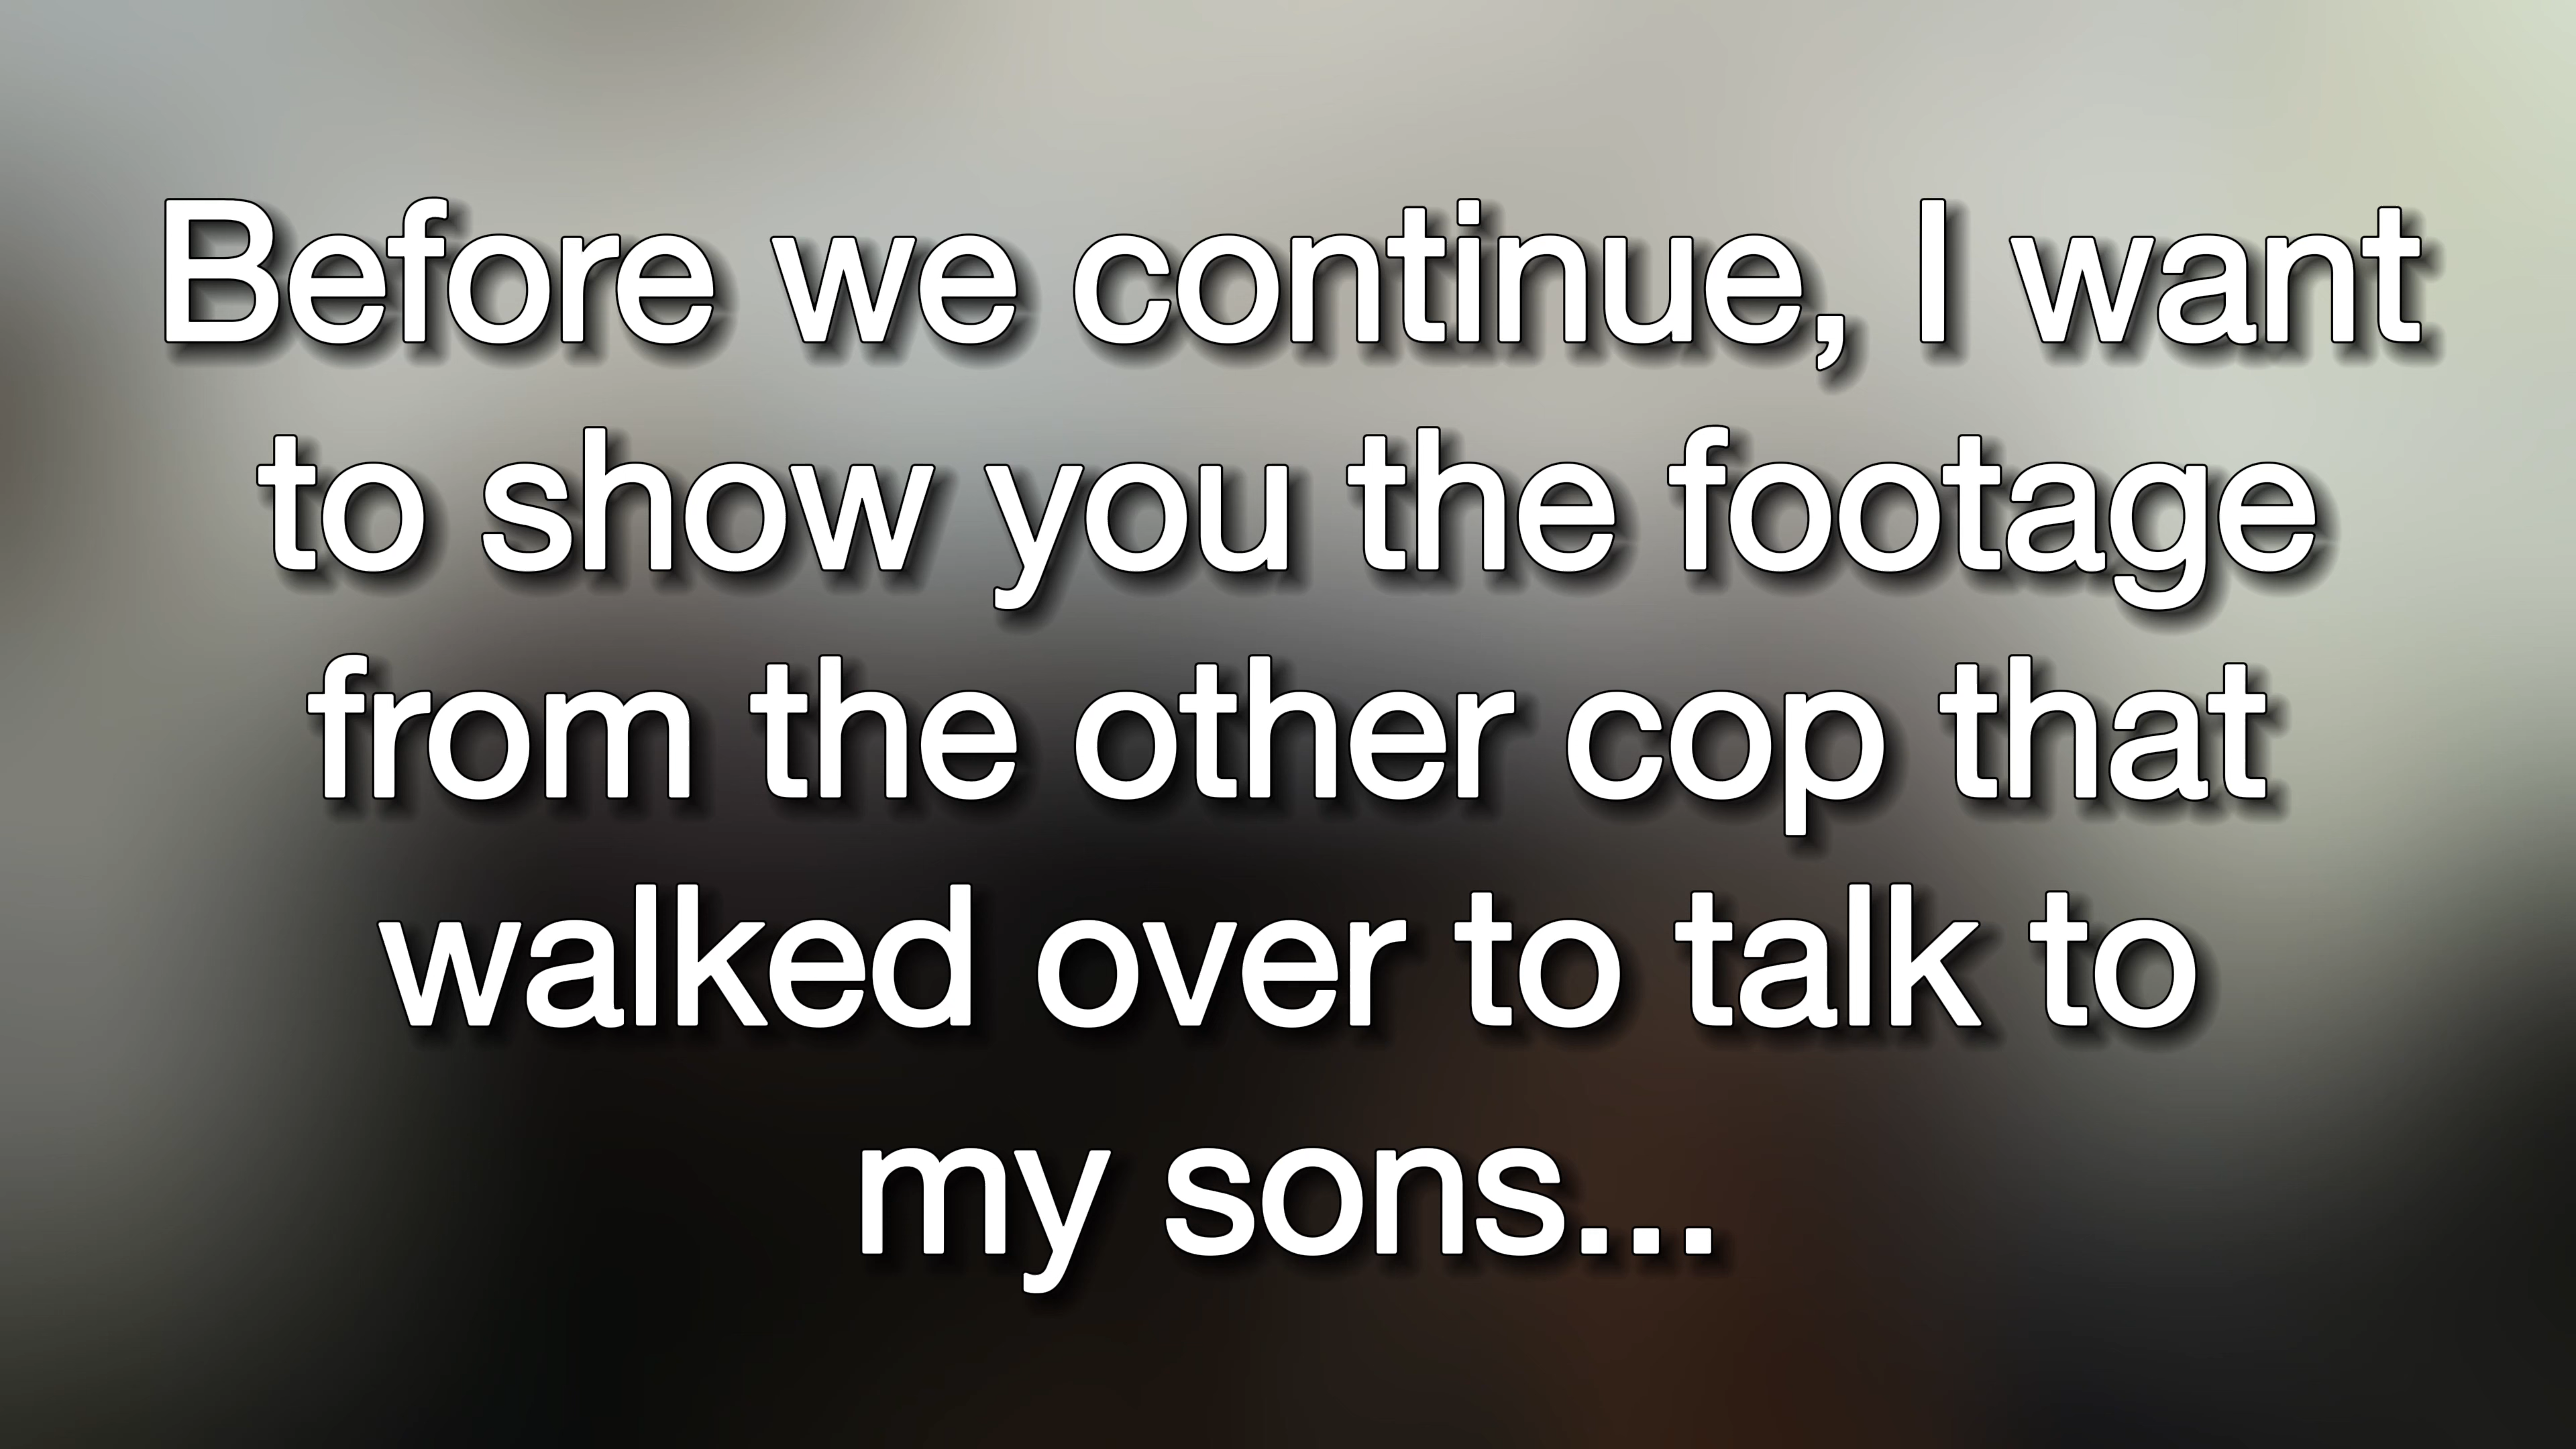 Before we continue, I want
to show you the footage
from the other cop that
walked over to talk to
my sons...